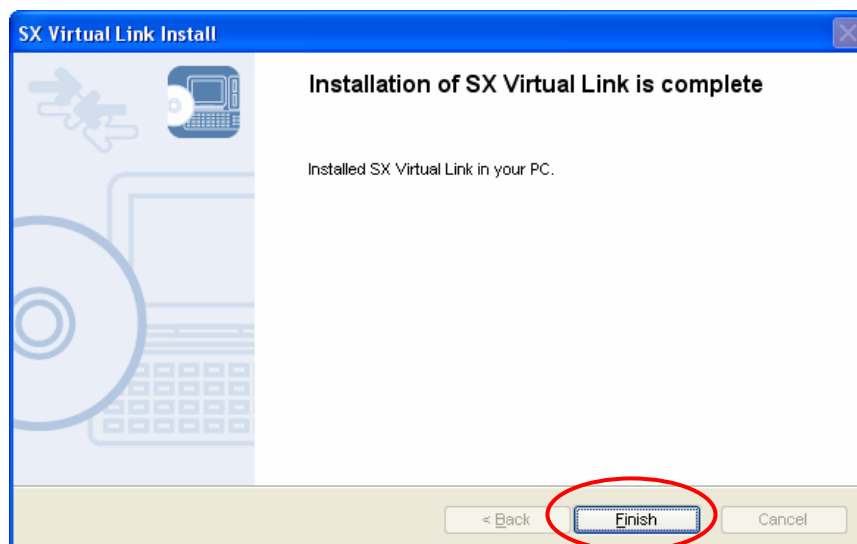 SX Virtual Link Install
Installation of SX Virtual Link is complete
Installed SX Virtual Link in your PC.
< Back Finish Cancel